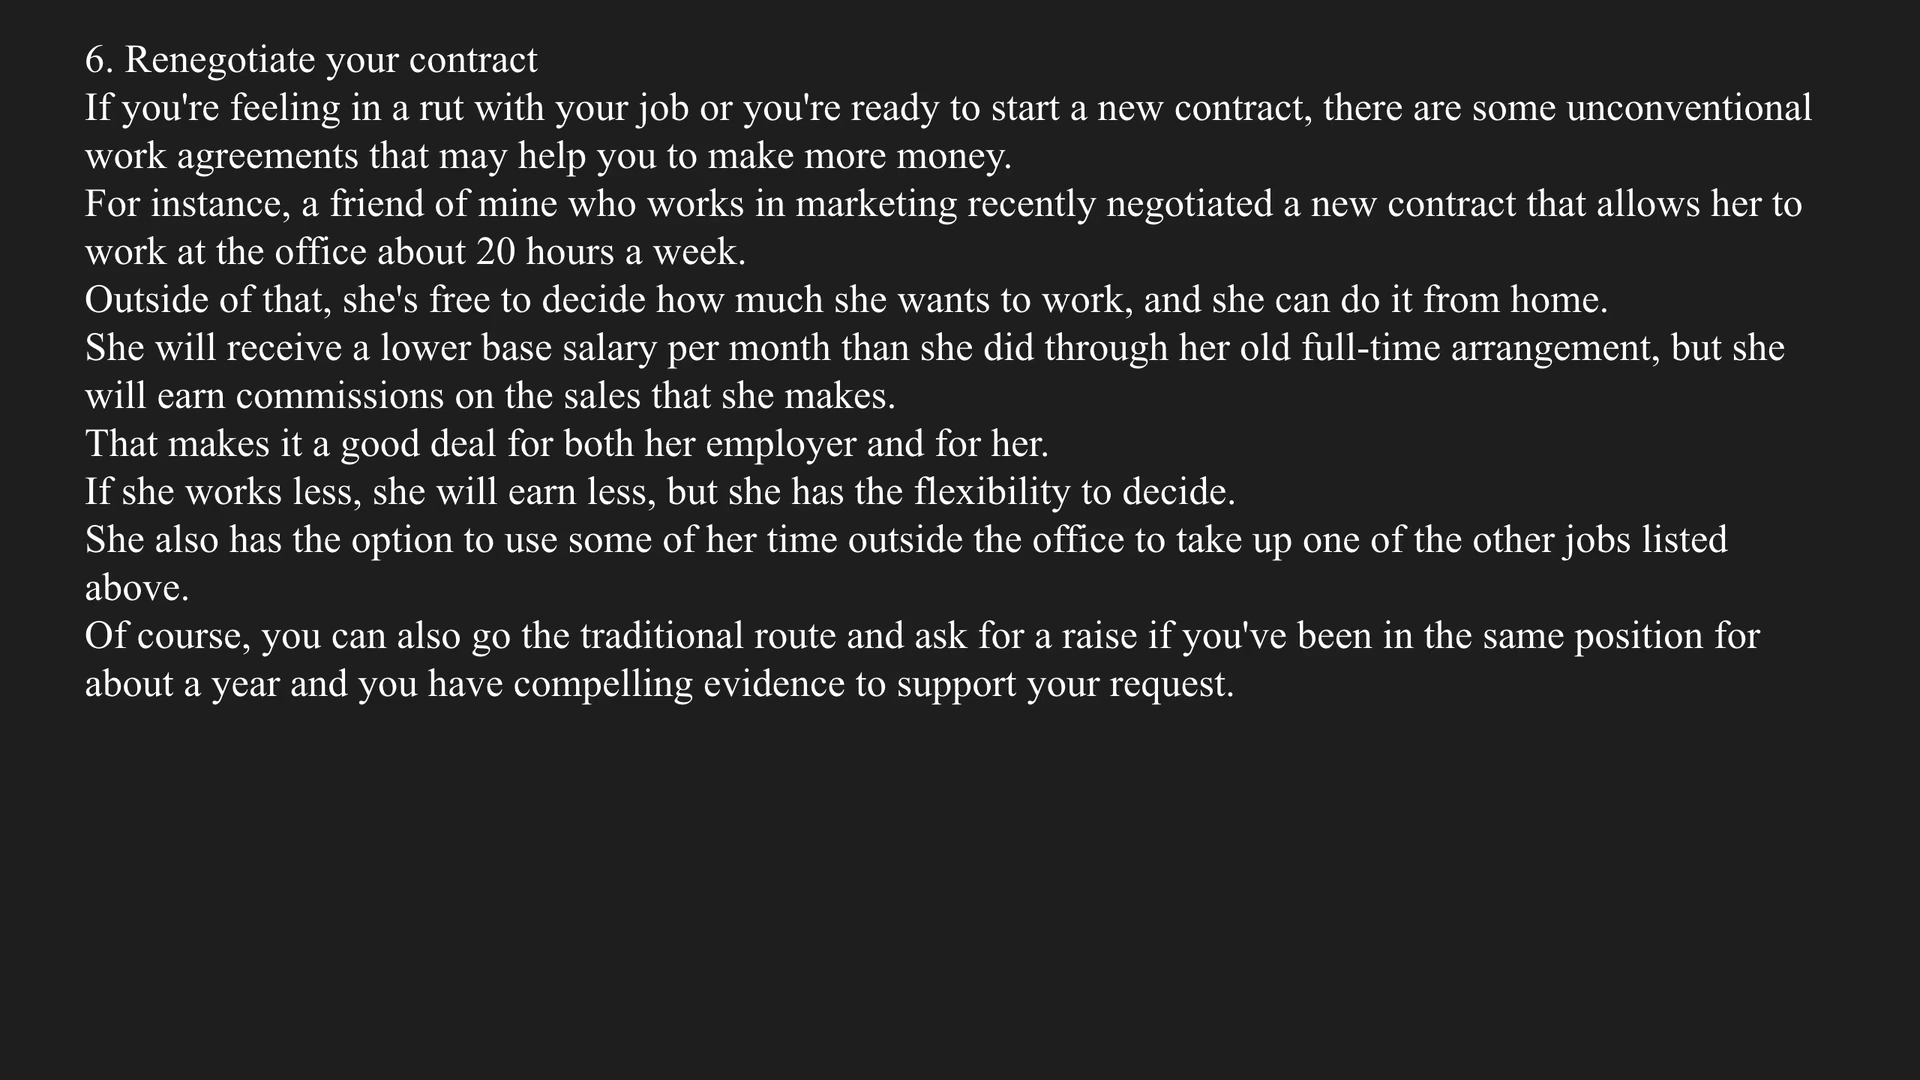 6. Renegotiate your contract
If you're feeling in a rut with your job or you're ready to start a new contract, there are some unconventional
work agreements that may help you to make more money.
For instance, a friend of mine who works in marketing recently negotiated a new contract that allows her to
work at the office about 20 hours a week.
Outside of that, she's free to decide how much she wants to work, and she can do it from home.
She will receive a lower base salary per month than she did through her old full-time arrangement, but she
will earn commissions on the sales that she makes.
That makes it a good deal for both her employer and for her.
If she works less, she will earn less, but she has the flexibility to decide.
She also has the option to use some of her time outside the office to take up one of the other jobs listed
above.
Of course, you can also go the traditional route and ask for a raise if you've been in the same position for
about a year and you have compelling evidence to support your request.